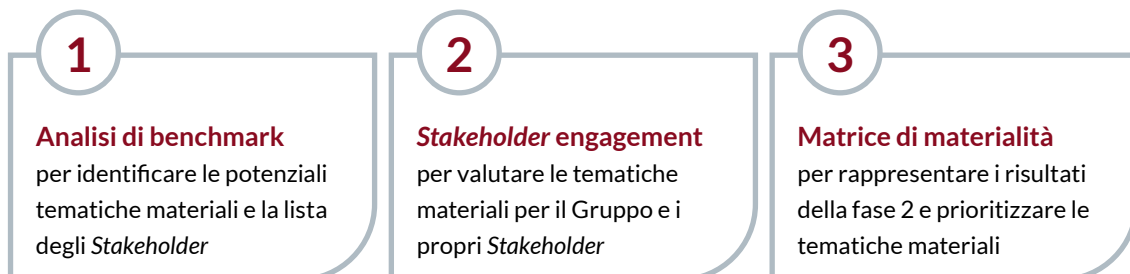 1
Analisi di benchmark
per identificare le potenziali
tematiche materiali e la lista
degli Stakeholder
2
Stakeholder engagement
per valutare le tematiche
materiali per il Gruppo e i
propri Stakeholder
3
Matrice di materialità
per rappresentare i risultati
della fase 2 e prioritizzare le
tematiche materiali